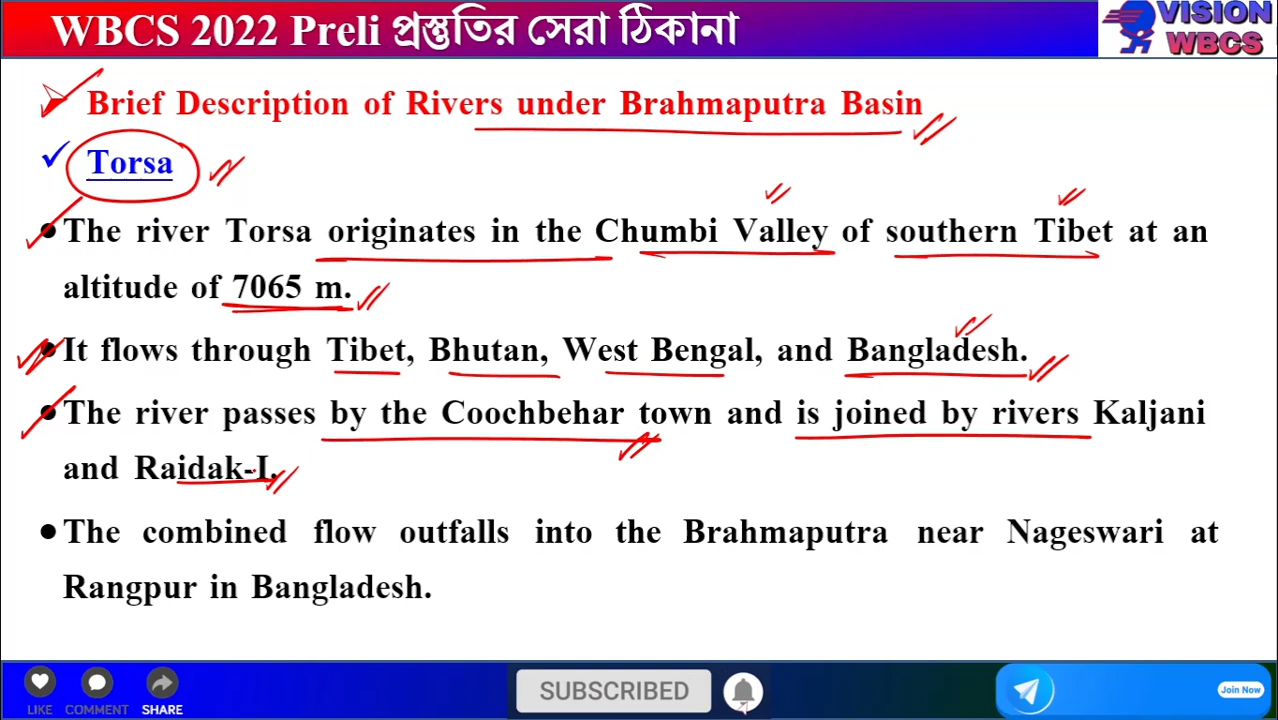 WBCS 2022 Preli প্রস্তুতির সেরা ঠিকানা
VISION
WBCS
Brief Description of Rivers under Brahmaputra Basin
Torsa
The river Torsa originates in the Chumbi Valley of southern Tibet at an
altitude of 7065 m.
It flows through Tibet, Bhutan, West Bengal, and Bangladesh.
The river passes by the Coochbehar town and is joined by rivers Kaljani
and Raidak-I.
The combined flow outfalls into the Brahmaputra near Nageswari at
Rangpur in Bangladesh.
LIKE COMMENT SHARE
SUBSCRIBED
Join Now